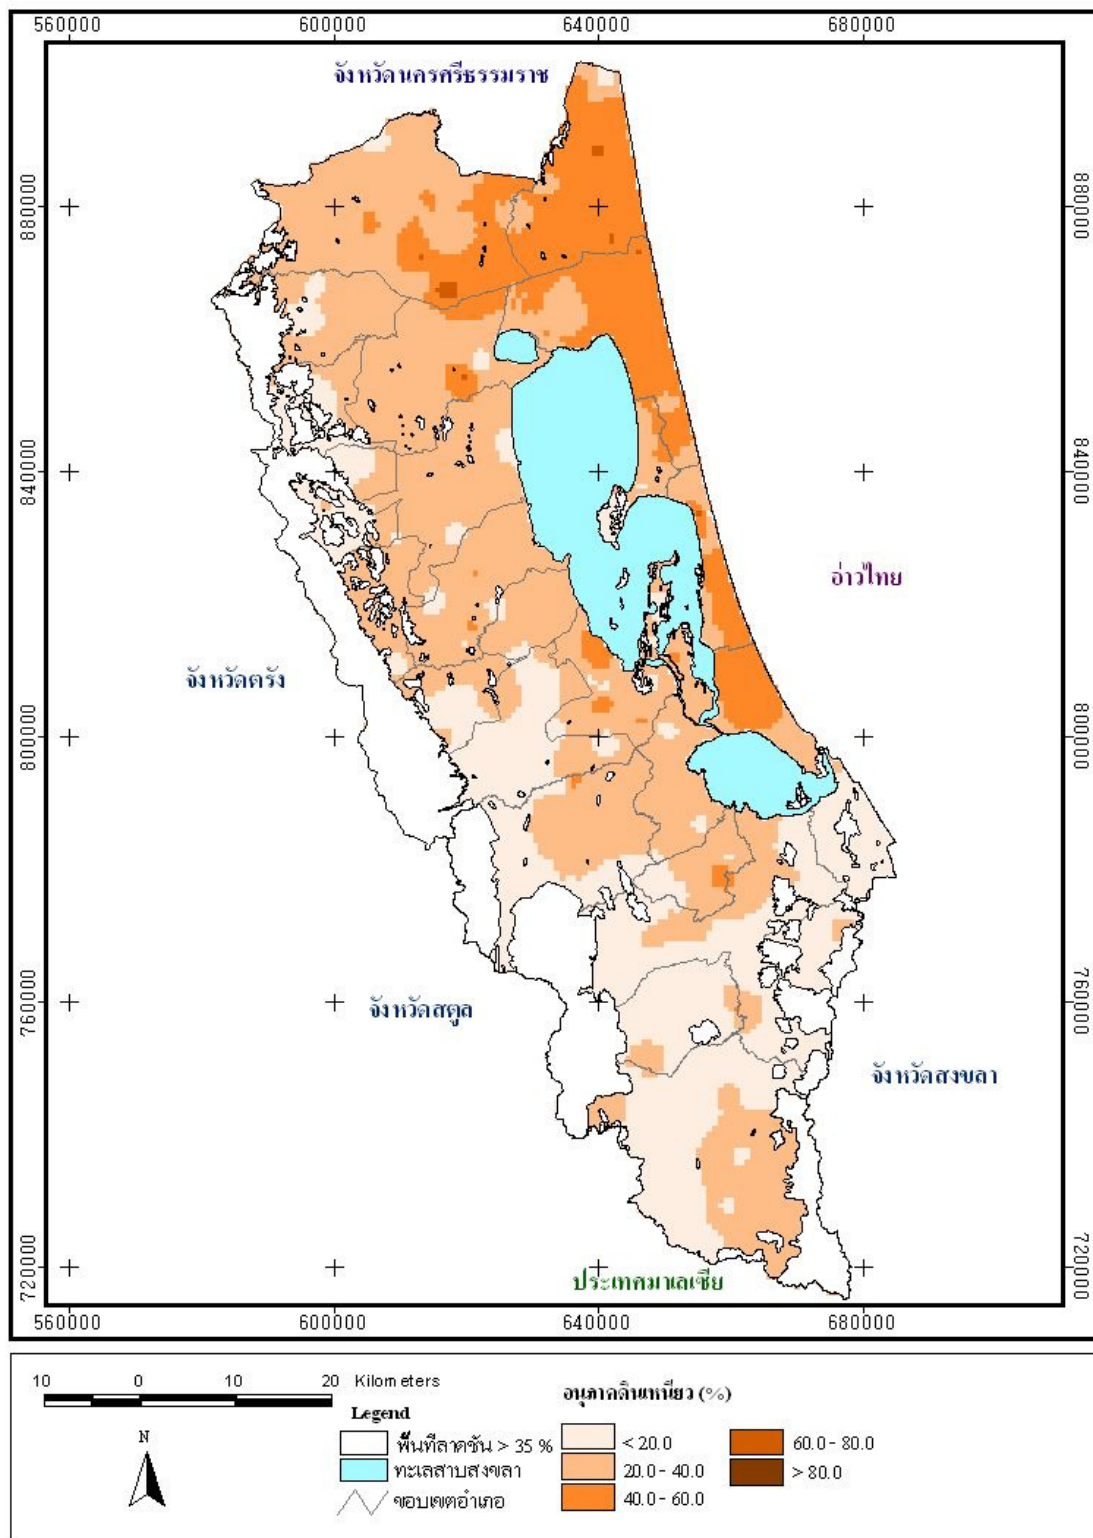 560000 600000 640000 680000
จังหวัดนครศรีธรรมราช
880000 880000
840000 840000
อ่าวไทย
จังหวัดตรัง
800000 800000
จังหวัดสตูล
760000 760000
จังหวัดสงขลา
720000 720000
ประเทศมาเลเซีย
560000 600000 640000 680000
10 0 10 20 Kilometers
อนุภาคดินเหนียว (%)
Legend
N
พื้นที่ลาดชัน > 35 %
ทะเลสาบสงขลา
ขอบเขตอำเภอ
< 20.0
20.0 - 40.0
40.0 - 60.0
60.0 - 80.0
> 80.0